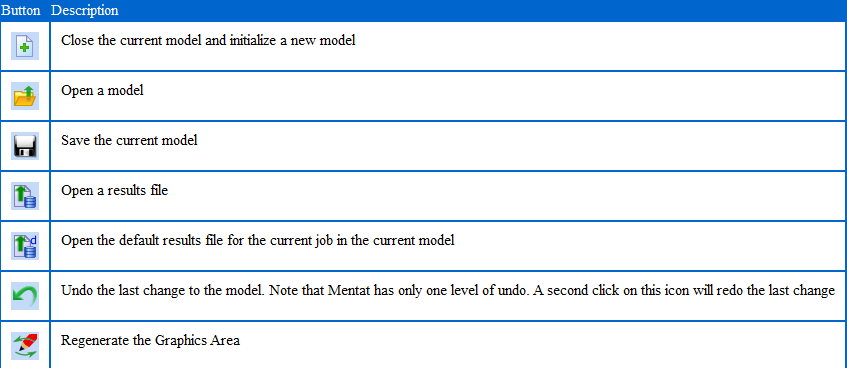 Button Description
Close the current model and initialize a new model
Open a model
Save the current model
Open a results file
d
Open the default results file for the current job in the current model
Undo the last change to the model. Note that Mentat has only one level of undo. A second click on this icon will redo the last change
Regenerate the Graphics Area